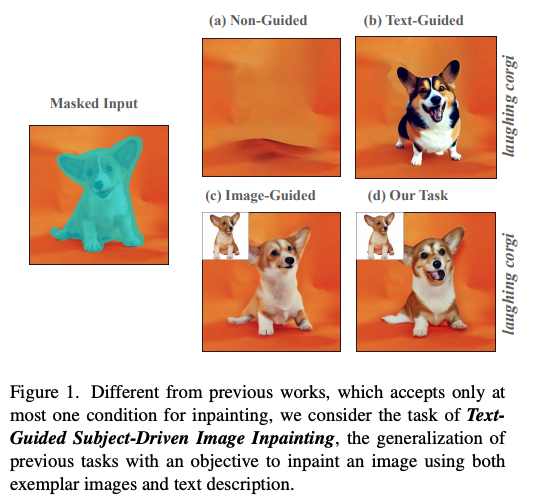 (a) Non-Guided
(b) Text-Guided
Masked Input
laughing corgi
(c) Image-Guided
(d) Our Task
laughing corgi
Figure 1. Different from previous works, which accepts only at
most one condition for inpainting, we consider the task of Text-
Guided Subject-Driven Image Inpainting, the generalization of
previous tasks with an objective to inpaint an image using both
exemplar images and text description.